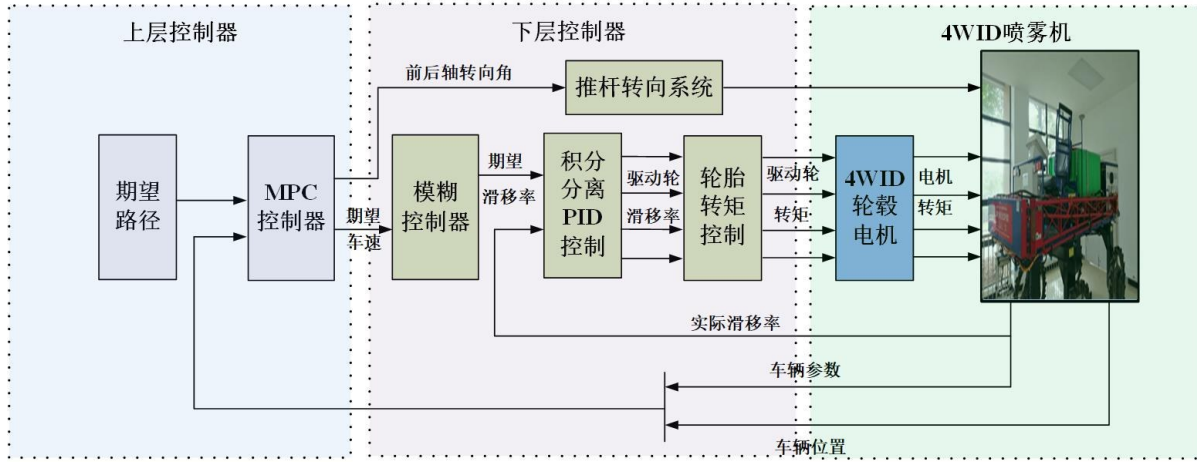 上层控制器
下层控制器
4WID喷雾机
前后轴转向角
推杆转向系统
期望
路径
MPC
控制器
期望
车速
模糊
控制器
期望
滑移率
积分
分离
PID
控制
驱动轮
滑移率
轮胎
转矩
控制
驱动轮
转矩
4WID
轮毂
电机
电机
转矩
实际滑移率
车辆参数
车辆位置